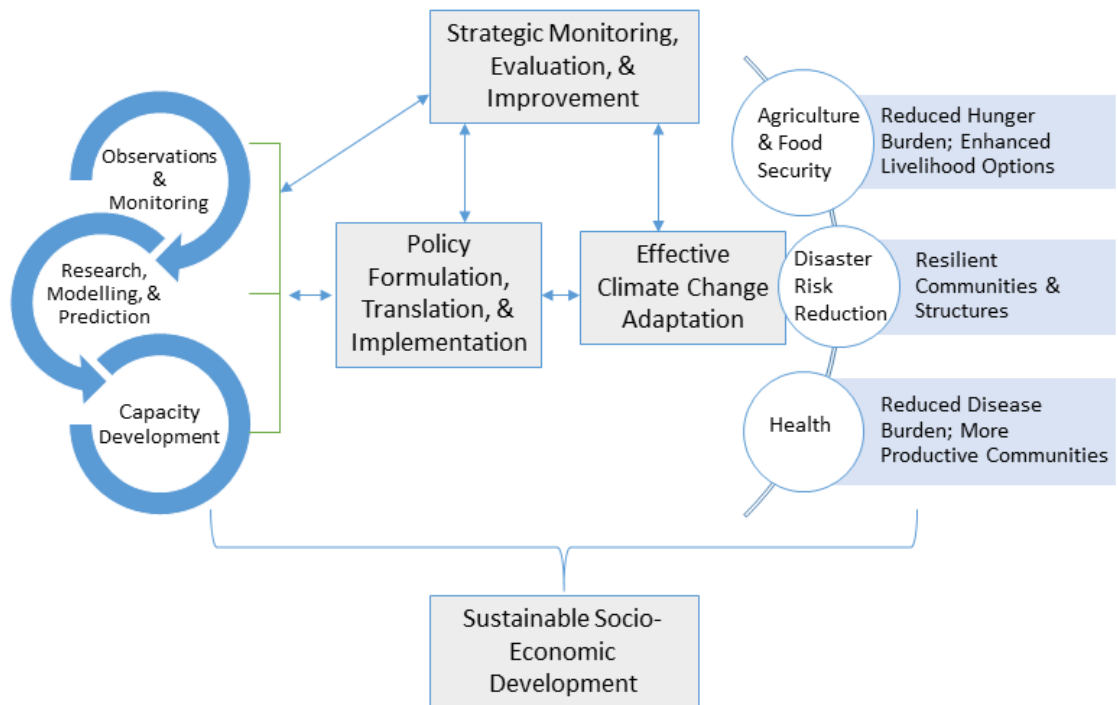 Strategic Monitoring,
Evaluation, &
Improvement
Observations
&
Monitoring
Research,
Modelling, &
Prediction
Capacity
Development
Policy
Formulation,
Translation, &
Implementation
Effective
Climate Change
Adaptation
Agriculture
& Food
Security
Reduced Hunger
Burden; Enhanced
Livelihood Options
Disaster
Risk
Reduction
Resilient
Communities &
Structures
Health
Reduced Disease
Burden; More
Productive Communities
Sustainable Socio-
Economic
Development